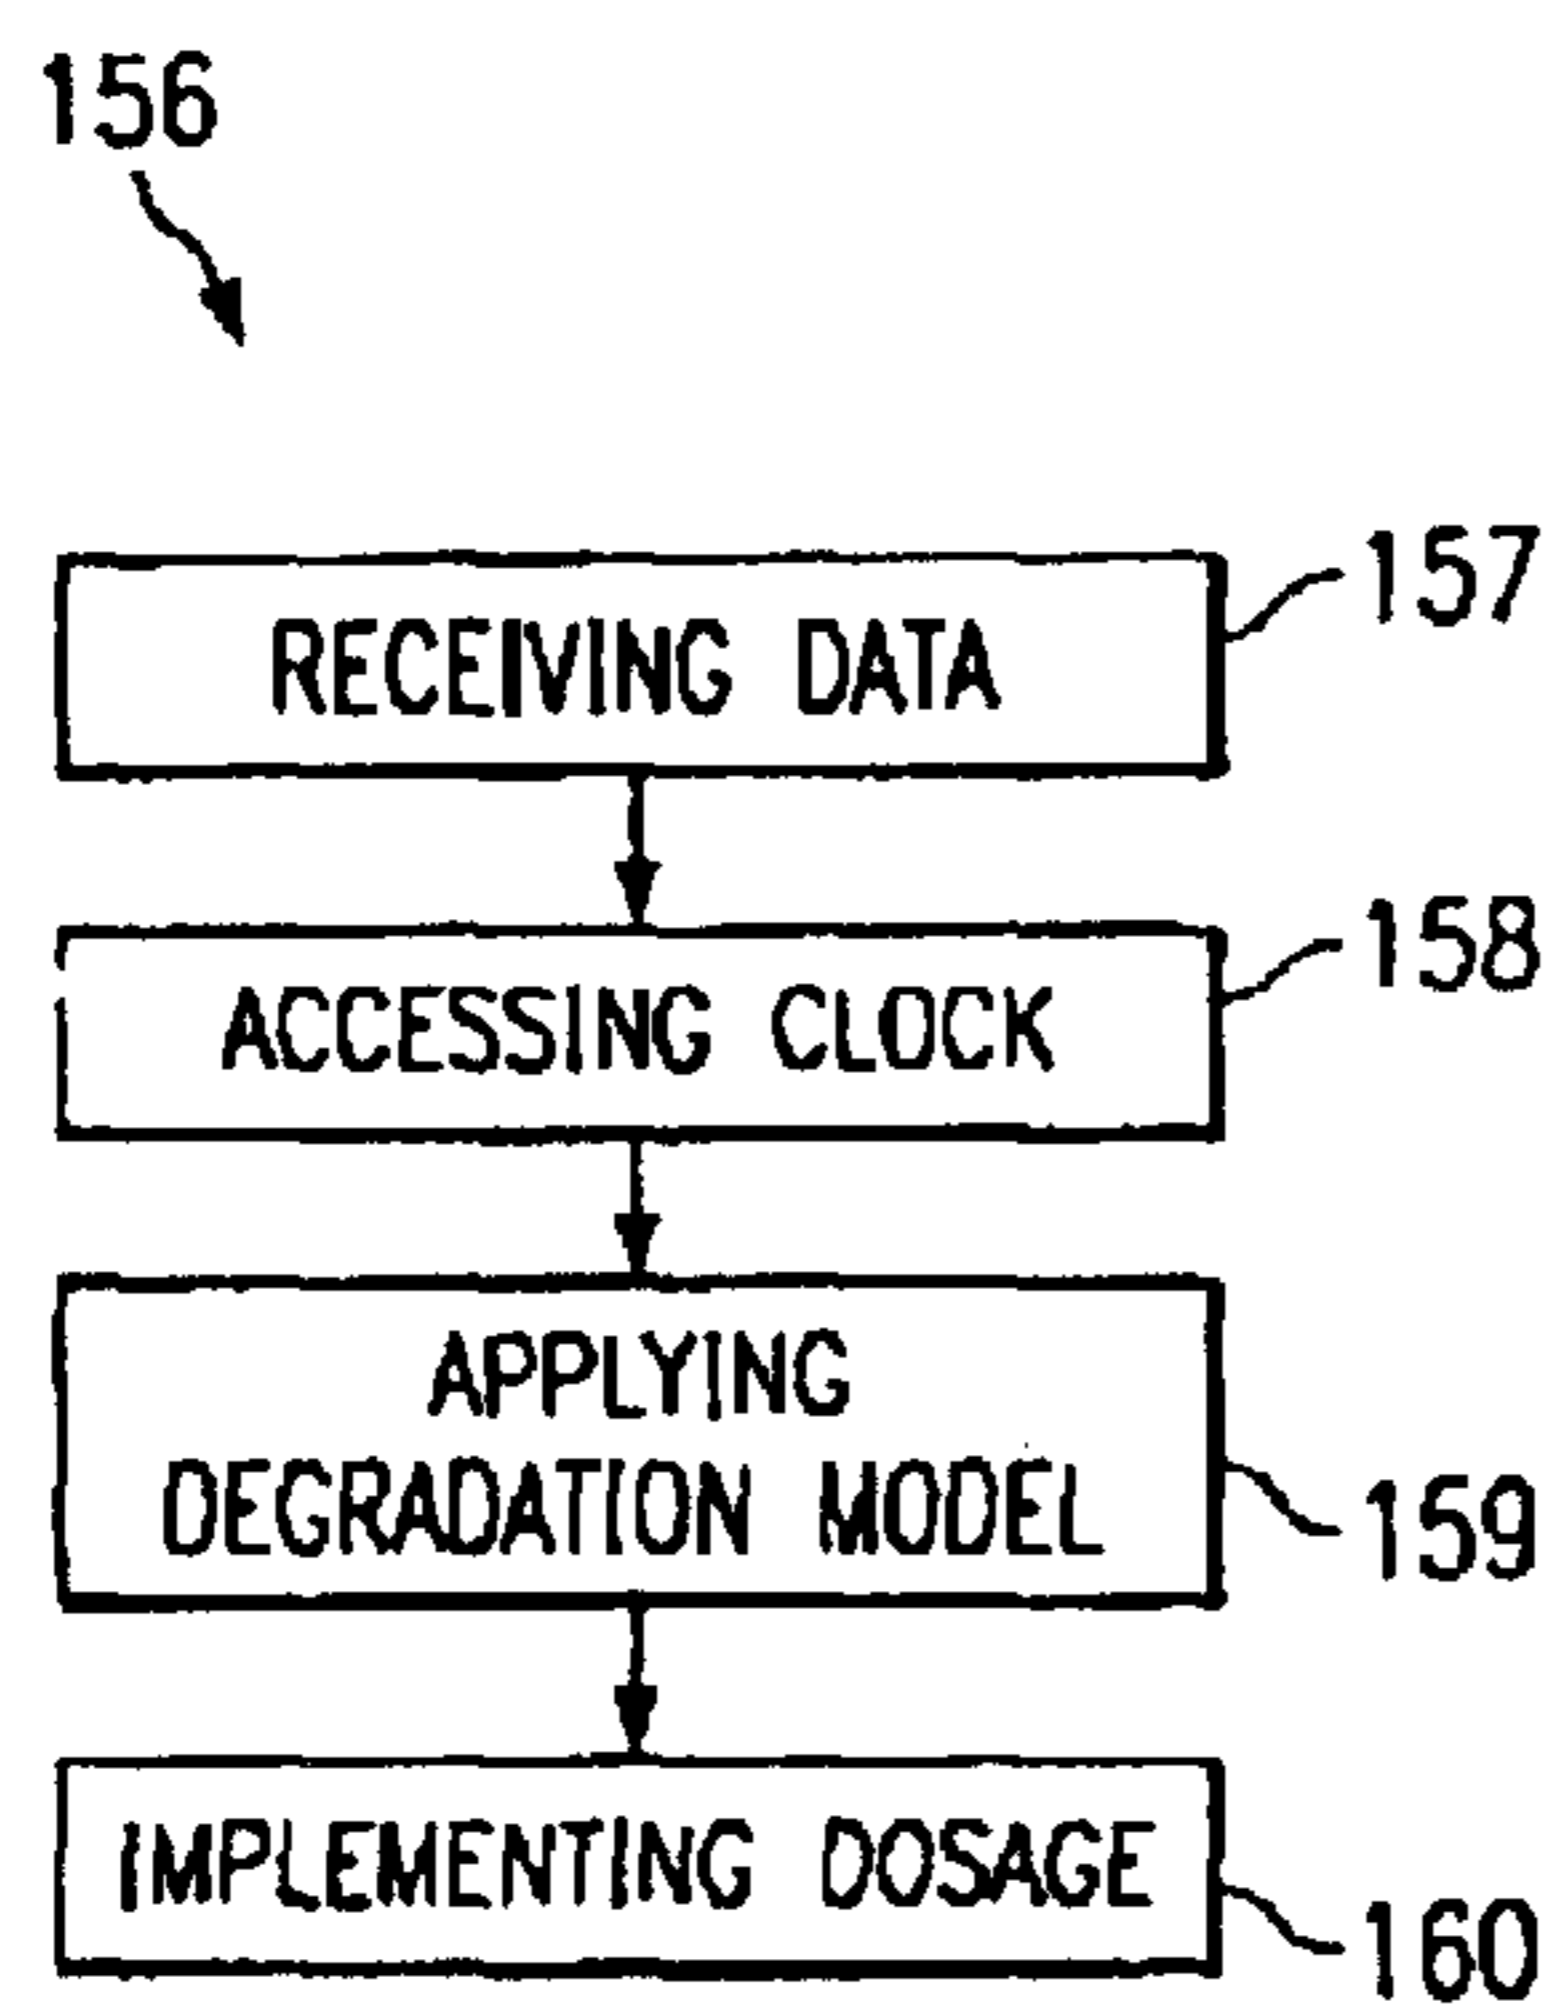 156
RECEIVING DATA
157
ACCESSING CLOCK
158
APPLYING
DEGRADATION MODEL
159
IMPLEMENTING DOSAGE
160